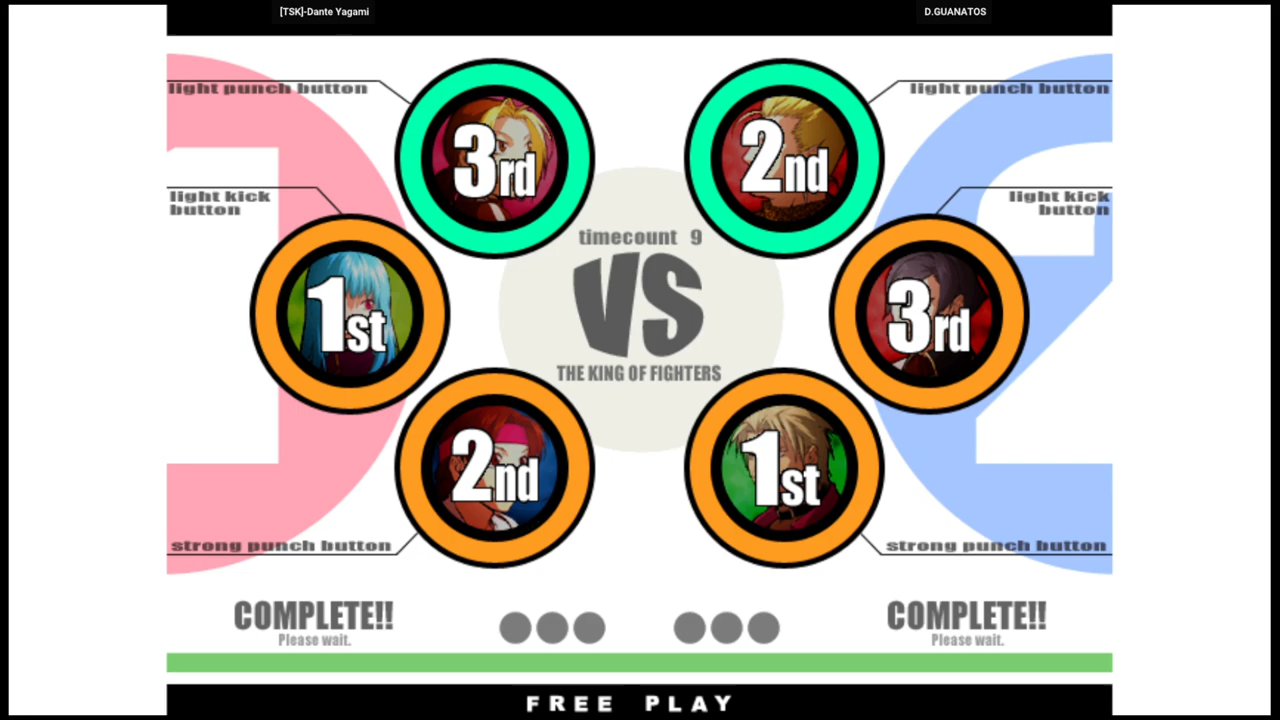 [TSK]-Dante Yagami
D.GUANATOS
light punch button
light punch button
3rd
2nd
light kick
button
light kick
button
timecount 9
VS
THE KING OF FIGHTERS
1st
3rd
2nd
1st
strong punch button
strong punch button
COMPLETE!!
Please wait.
COMPLETE!!
Please wait.
FREE PLAY